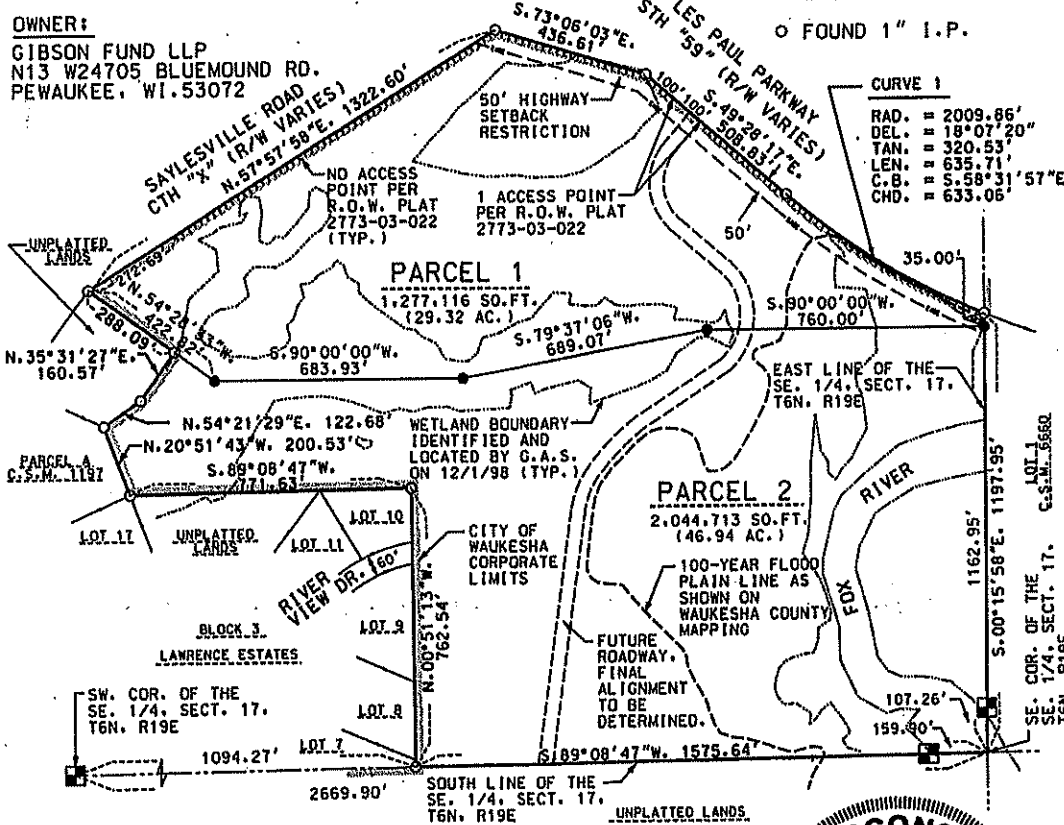 OWNER:
GIBSON FUND LLP
N13 W24705 BLUEMOUND RD.
PEWAUKEE. WI.53072
S.73°06'03"E.
436.61'
LES PAUL PARKWAY
STH "59" (R/W VARIES)
S.49°28'17"E.
508.83'
O FOUND 1" I.P.
CURVE 1
RAD. = 2009.86'
DEL. = 18°07'20"
TAN. = 320.53'
LEN. = 635.71'
C.B. = S.58°31'57"E
CHD. = 633.06'
SAYLESVILLE ROAD
CTH "X" (R/W VARIES)
N.57°57'58"E. 1322.60'
50' HIGHWAY
SETBACK
RESTRICTION
100' 100'
NO ACCESS
POINT PER
R.O.W. PLAT
2773-03-022
(TYP.)
1 ACCESS POINT
PER R.O.W. PLAT
2773-03-022
50'
35.00'
UNPLATTED
LANDS
272.69'
N.54°28'33"W.
422.82'
288.09'
PARCEL 1
1.277.116 SQ.FT.
(29.32 AC.)
S.90°00'00"W.
760.00'
S.79°37'06"W.
689.07'
S.90°00'00"W.
683.93'
N.35°31'27"E.
160.57'
EAST LINE OF THE
SE. 1/4. SECT. 17.
T6N. R19E
N.54°21'29"E. 122.68'
N.20°51'43"W. 200.53'
WETLAND BOUNDARY
IDENTIFIED AND
LOCATED BY G.A.S.
ON 12/1/98 (TYP.)
PARCEL A
C.S.M. 1197
S.89°08'47"W.
771.63'
LOT 17
UNPLATTED
LANDS
LOT 11
LOT 10
CITY OF
WAUKESHA
CORPORATE
LIMITS
PARCEL 2
2.044.713 SQ.FT.
(46.94 AC.)
FOX RIVER
1162.95'
S.00°15'58"E. 1197.95'
LOT 1
C.S.M. 6660
RIVER
VIEW DR. 60'
100-YEAR FLOOD
PLAIN LINE AS
SHOWN ON
WAUKESHA COUNTY
MAPPING
N.00°51'13"W.
762.54'
BLOCK 3
LOT 9
LAWRENCE ESTATES
FUTURE
ROADWAY.
FINAL
ALIGNMENT
TO BE
DETERMINED.
SW. COR. OF THE
SE. 1/4. SECT. 17.
T6N. R19E
LOT 8
LOT 7
107.26'
159.90'
SE. COR. OF THE
SE. 1/4. SECT. 17.
T6N. R19E
1094.27'
S.89°08'47"W. 1575.64'
2669.90'
SOUTH LINE OF THE
SE. 1/4. SECT. 17.
T6N. R19E
UNPLATTED LANDS